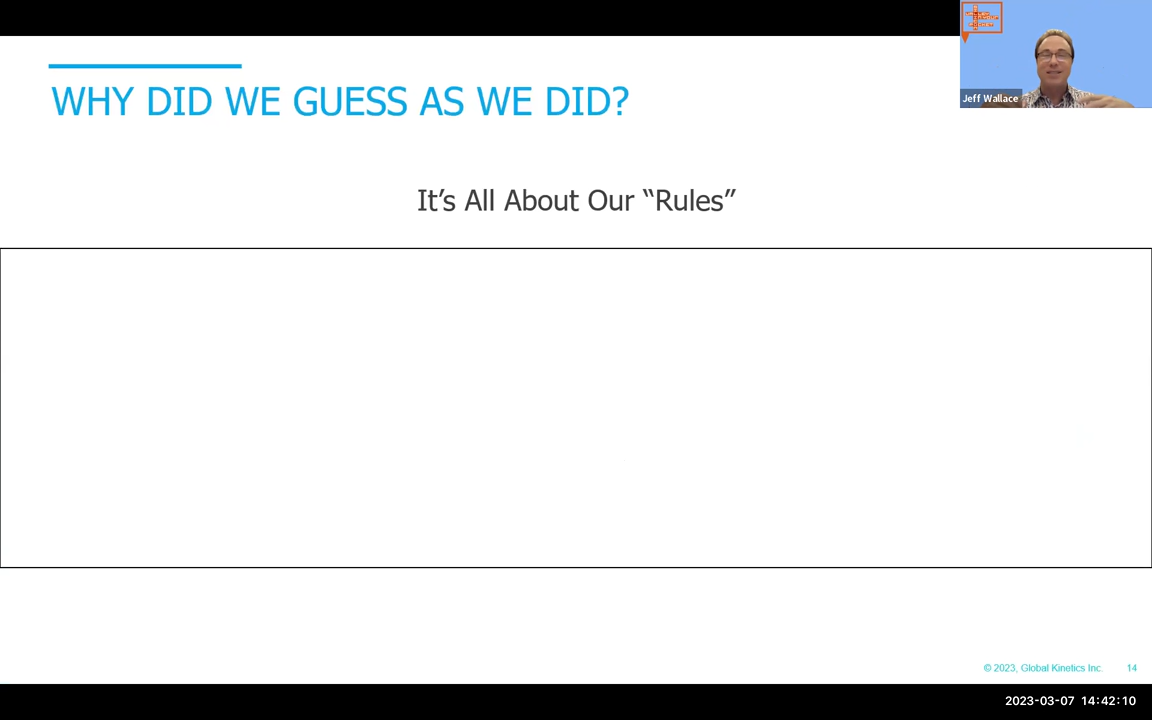 WHY DID WE GUESS AS WE DID?
Jeff Wallace
It’s All About Our “Rules”
© 2023, Global Kinetics Inc. 14
2023-03-07 14:42:10